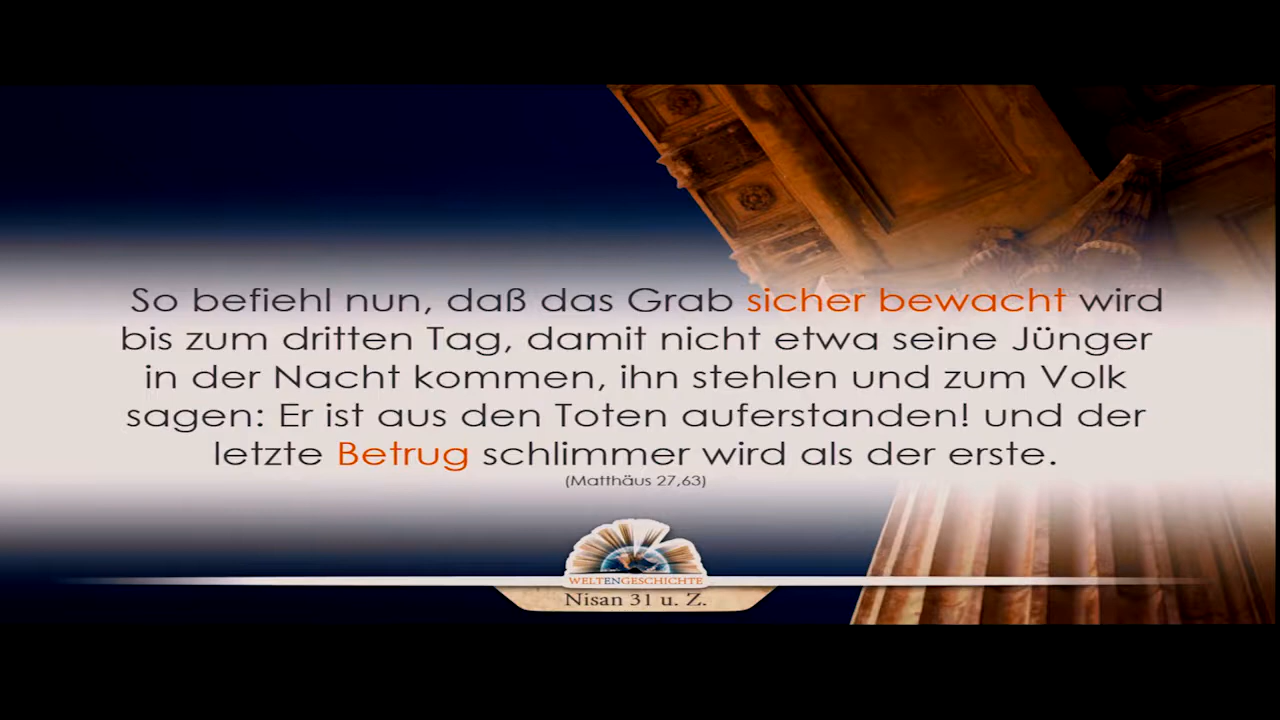 So befiehl nun, daß das Grab sicher bewacht wird
bis zum dritten Tag, damit nicht etwa seine Jünger
in der Nacht kommen, ihn stehlen und zum Volk
sagen: Er ist aus den Toten auferstanden! und der
letzte Betrug schlimmer wird als der erste.
(Matthäus 27,63)
WELTENGESCHICHTE
Nisan 31 u. Z.